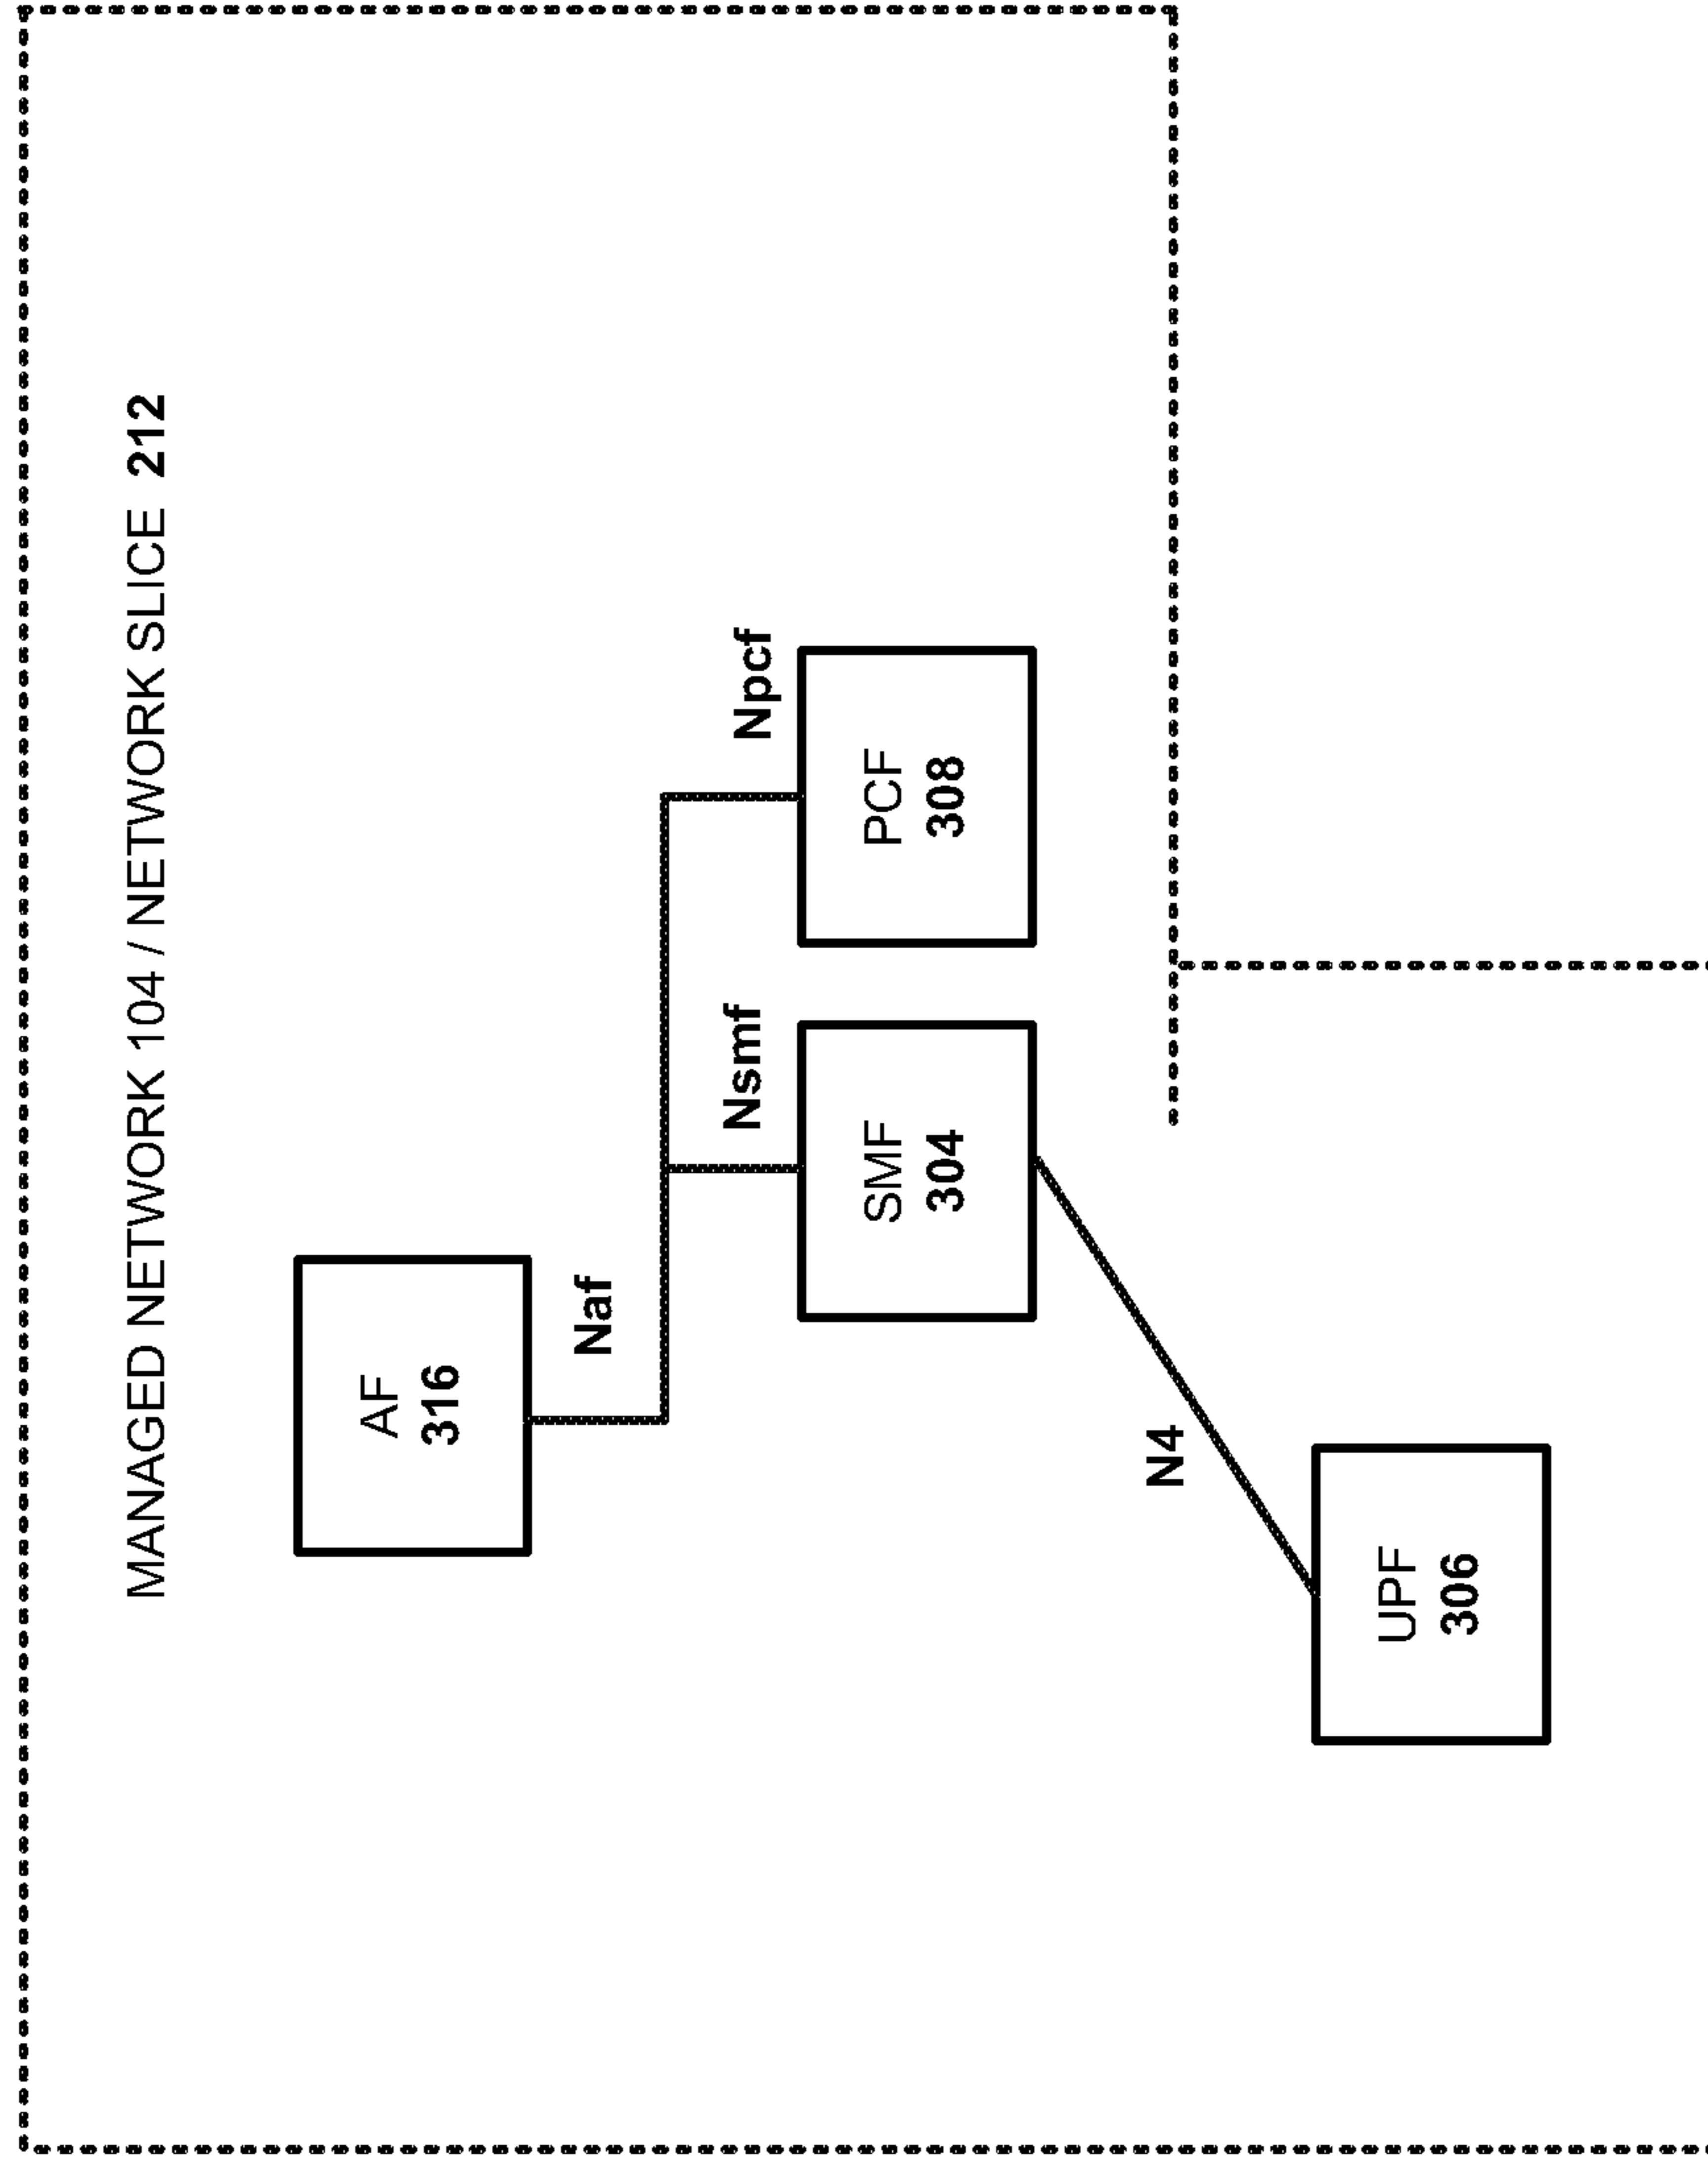 MANAGED NETWORK 104 / NETWORK SLICE 212
AF
316
Naf
Nsmf
Npcf
SMF
304
PCF
308
N4
UPF
306